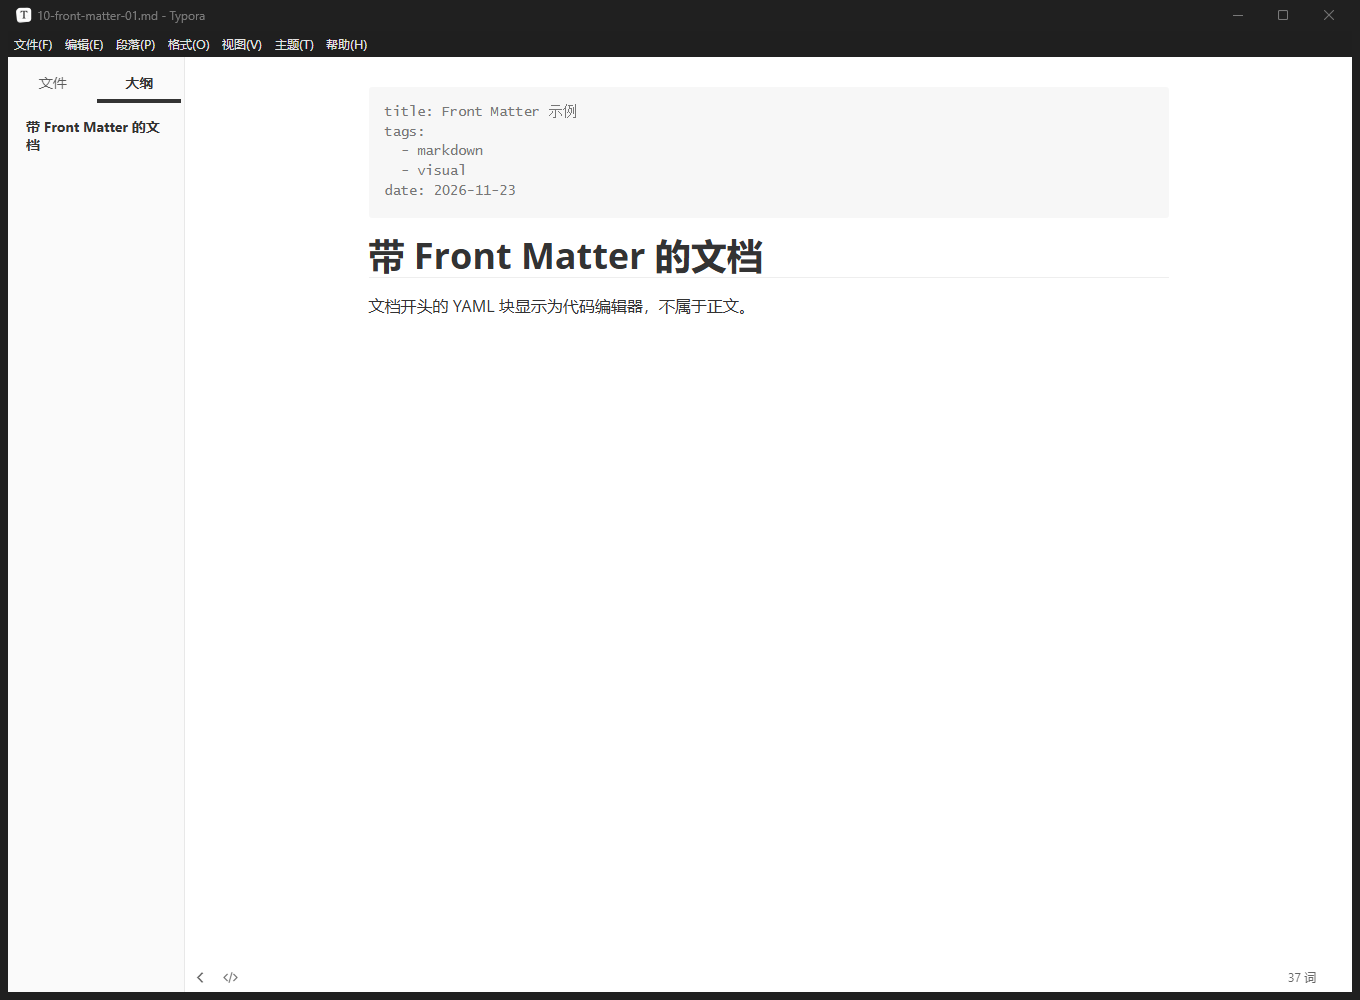 10-front-matter-01.md - Typora
文件(F) 编辑(E) 段落(P) 格式(O) 视图(V) 主题(T) 帮助(H)
文件 大纲
带 Front Matter 的文
档
title: Front Matter 示例
tags:
  - markdown
  - visual
date: 2026-11-23
带 Front Matter 的文档
文档开头的 YAML 块显示为代码编辑器，不属于正文。
37 词